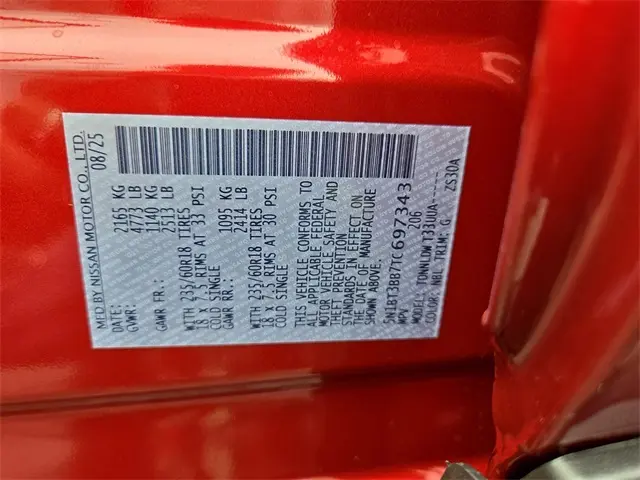 MFD BY NISSAN MOTOR CO., LTD.
DATE: 08/25
GVWR: 2165 KG
4773 LB
GAWR FR: 1140 KG
2513 LB
WITH 235/60R18 TIRES
18 X 7.5 RIMS AT 33 PSI
COLD SINGLE
GAWR RR: 1095 KG
2414 LB
WITH 235/60R18 TIRES
18 X 7.5 RIMS AT 30 PSI
COLD SINGLE
THIS VEHICLE CONFORMS TO
ALL APPLICABLE FEDERAL
MOTOR VEHICLE SAFETY AND
THEFT PREVENTION
STANDARDS IN EFFECT ON
THE DATE OF MANUFACTURE
SHOWN ABOVE.
5N1BT3BB7TC697343
MPV 206
MODEL:
COLOR: NBL TRIM: G ZS30A